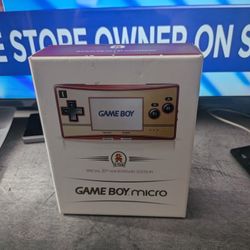 E STORE OWNER ON S
GAME BOY
SPECIAL 20TH ANNIVERSARY EDITION
GAME BOY micro